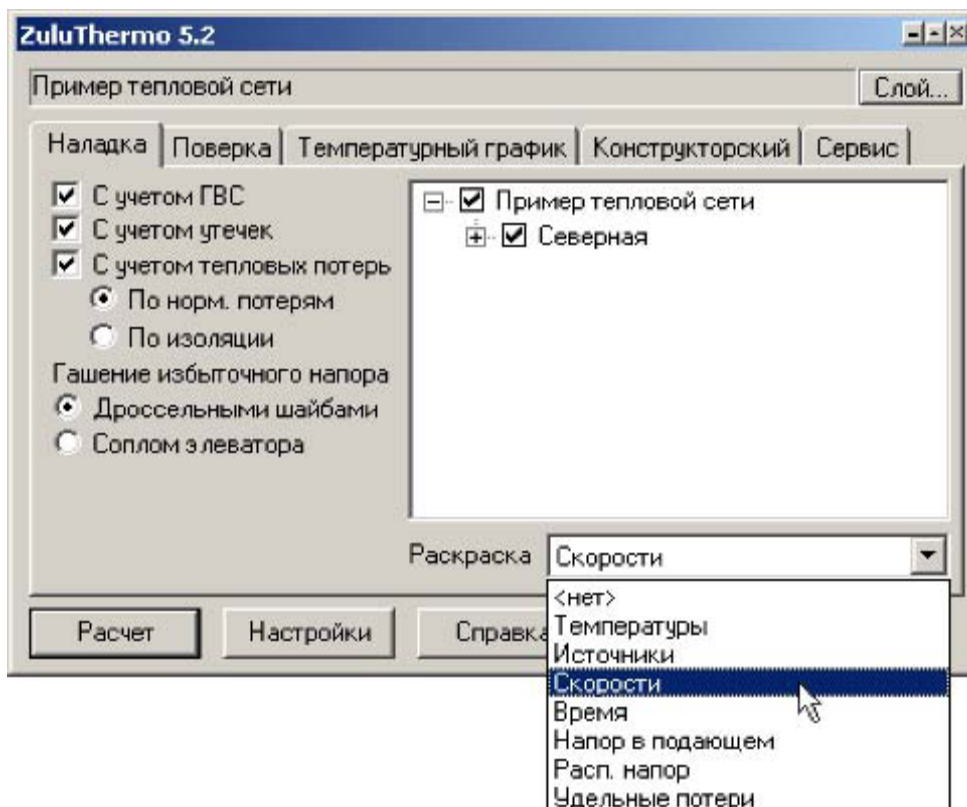 ZuluThermo 5.2
Пример тепловой сети
Слой...
Наладка
Поверка
Температурный график
Конструкторский
Сервис
С учетом ГВС
С учетом утечек
С учетом тепловых потерь
По норм. потерям
По изоляции
Гашение избыточного напора
Дроссельными шайбами
Соплом элеватора
Пример тепловой сети
Северная
Раскраска
Скорости
Расчет
Настройки
Справка
<нет>
Температуры
Источники
Скорости
Время
Напор в подающем
Расп. напор
Удельные потери